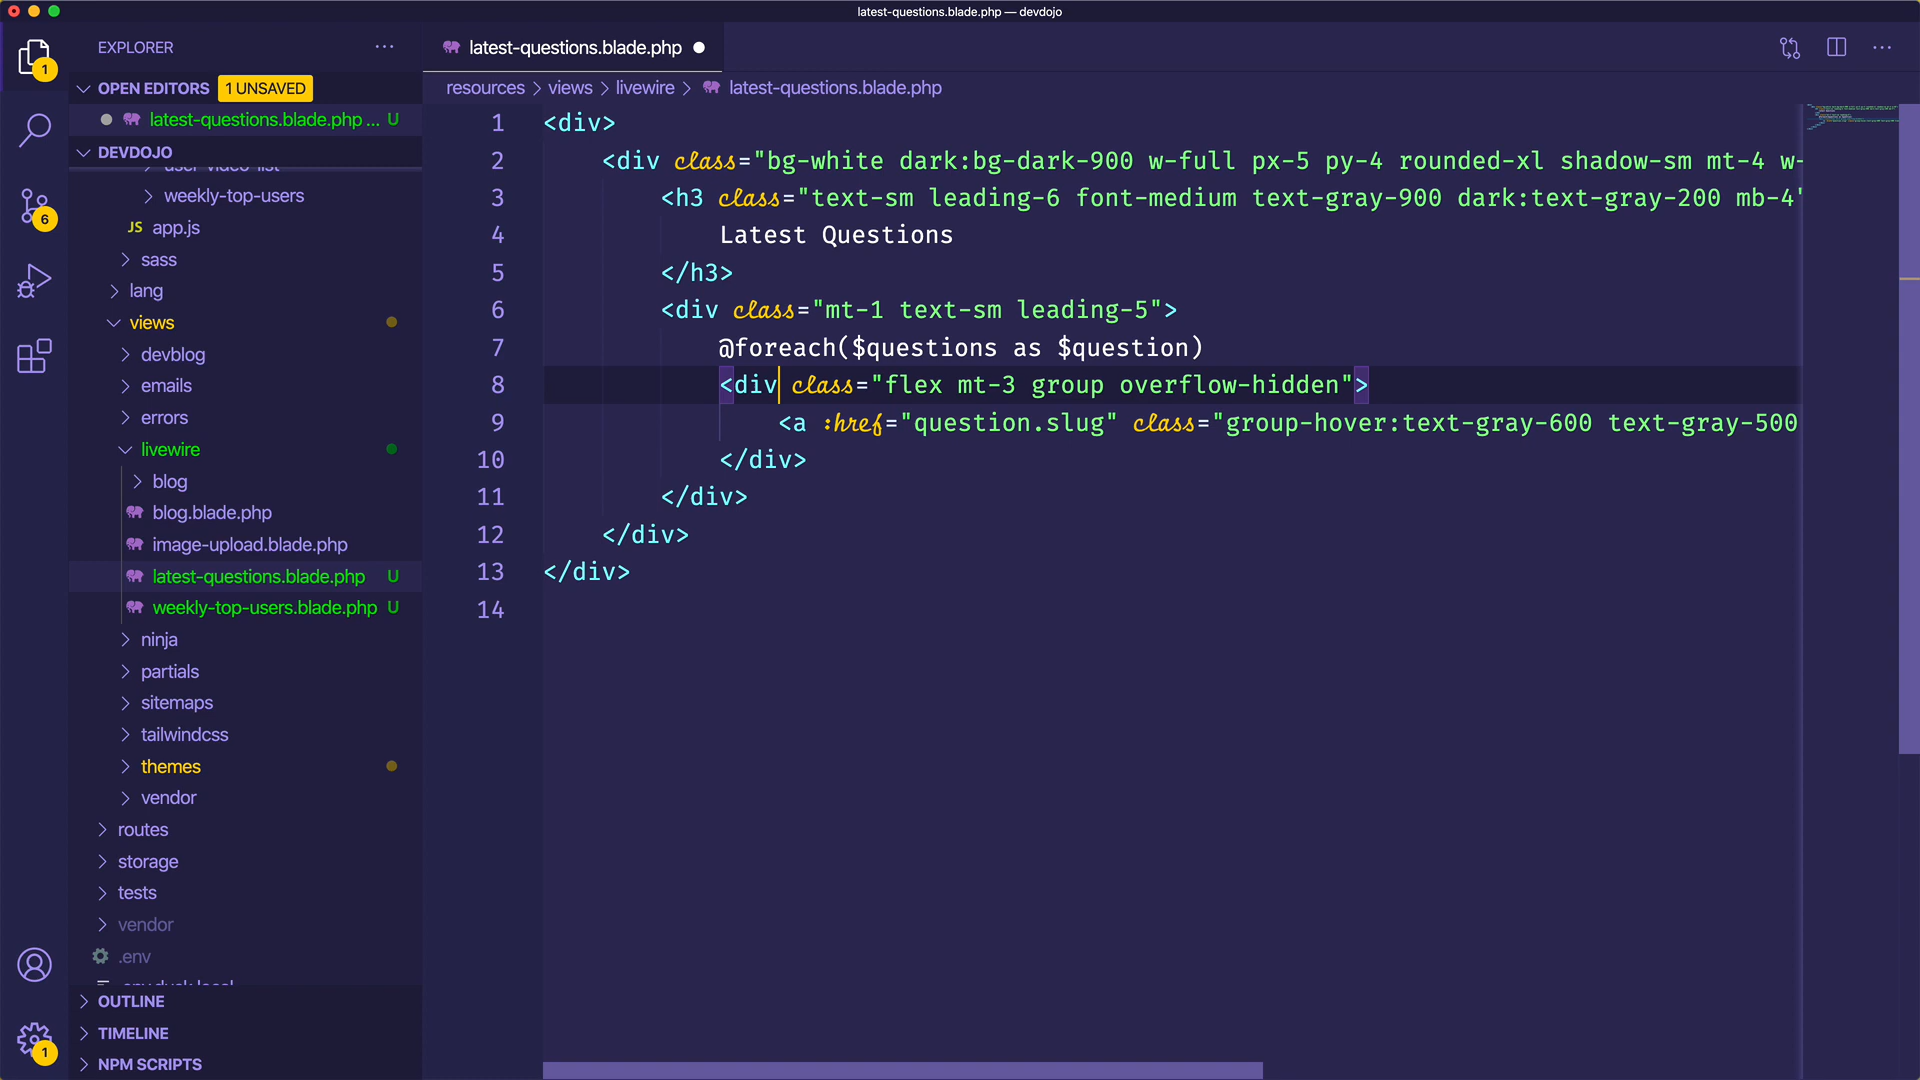 latest-questions.blade.php — devdojo
EXPLORER
latest-questions.blade.php
1
OPEN EDITORS 1 UNSAVED
resources > views > livewire > latest-questions.blade.php
latest-questions.blade.php ... U
DEVDOJO
user-video-list
weekly-top-users
6
JS app.js
sass
lang
views
devblog
emails
errors
livewire
blog
blog.blade.php
image-upload.blade.php
latest-questions.blade.php U
weekly-top-users.blade.php U
ninja
partials
sitemaps
tailwindcss
themes
vendor
routes
storage
tests
vendor
.env
OUTLINE
TIMELINE
1
NPM SCRIPTS
1 <div>
2 <div class="bg-white dark:bg-dark-900 w-full px-5 py-4 rounded-xl shadow-sm mt-4 w-
3 <h3 class="text-sm leading-6 font-medium text-gray-900 dark:text-gray-200 mb-4"
4 Latest Questions
5 </h3>
6 <div class="mt-1 text-sm leading-5">
7 @foreach($questions as $question)
8 <div class="flex mt-3 group overflow-hidden">
9 <a :href="question.slug" class="group-hover:text-gray-600 text-gray-500
10 </div>
11 </div>
12 </div>
13 </div>
14